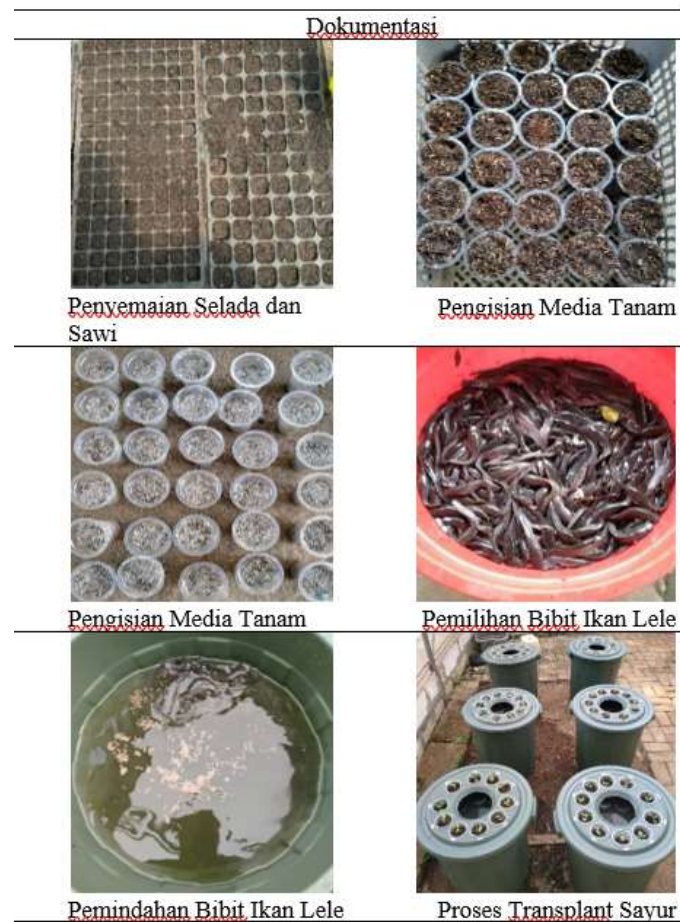 Dokumentasi
Penyemaian Selada dan
Sawi
Pengisian Media Tanam
Pengisian Media Tanam
Pemilihan Bibit Ikan Lele
Pemindahan Bibit Ikan Lele
Proses Transplant Sayur